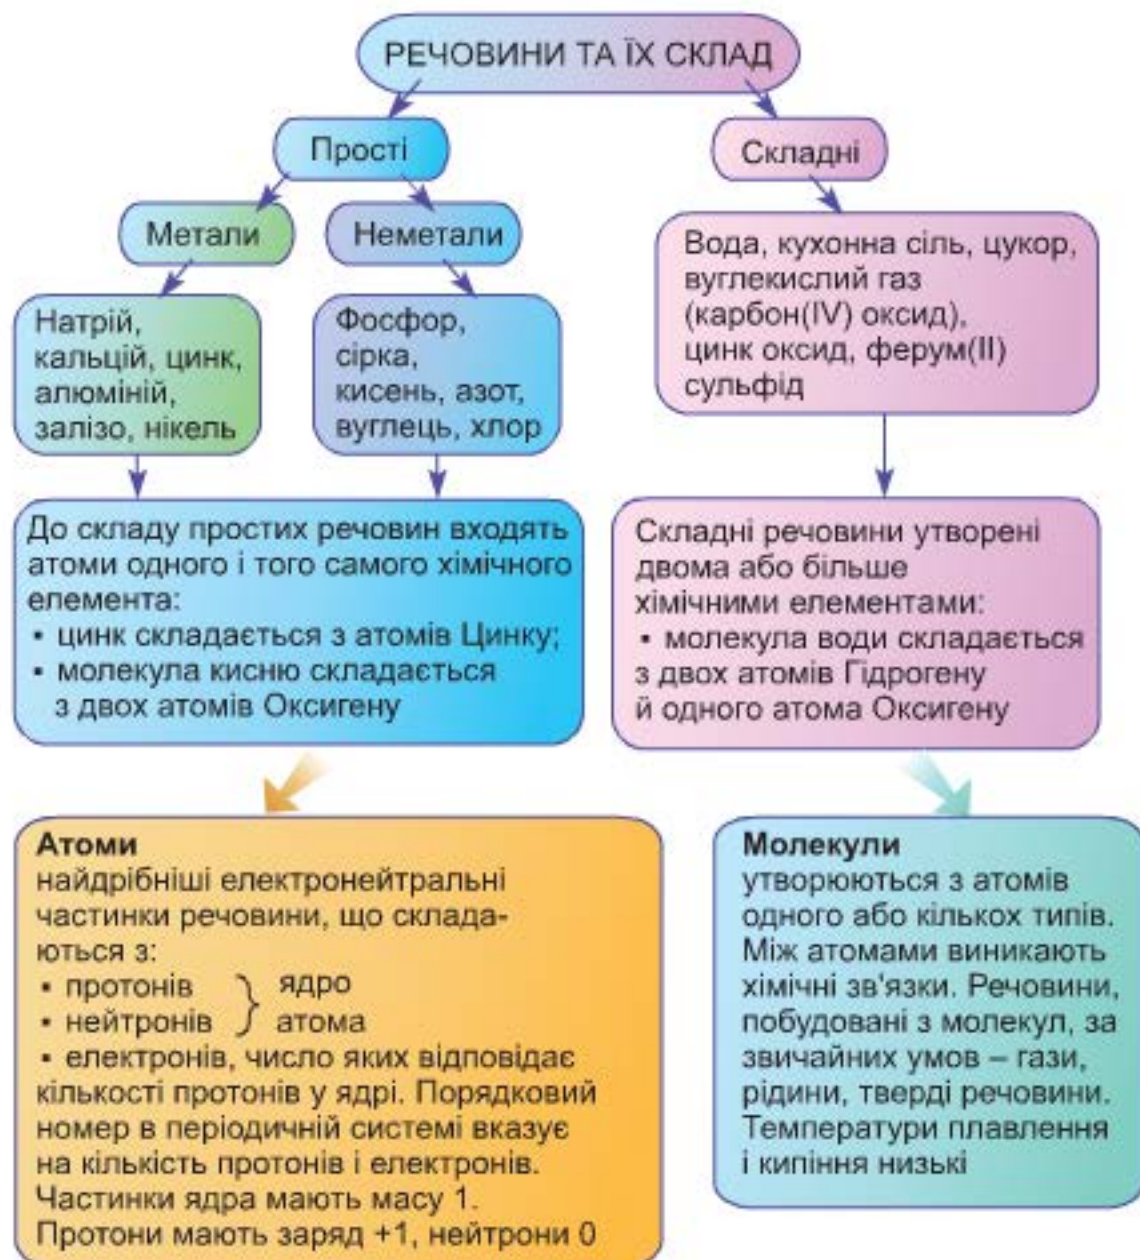 РЕЧОВИНИ ТА ЇХ СКЛАД
Прості
Складні
Метали
Неметали
Натрій,
кальцій, цинк,
алюміній,
залізо, нікель
Фосфор,
сірка,
кисень, азот,
вуглець, хлор
Вода, кухонна сіль, цукор,
вуглекислий газ
(карбон(IV) оксид),
цинк оксид, ферум(II)
сульфід
До складу простих речовин входять
атоми одного і того самого хімічного
елемента:
▪ цинк складається з атомів Цинку;
▪ молекула кисню складається
з двох атомів Оксигену
Складні речовини утворені
двома або більше
хімічними елементами:
▪ молекула води складається
з двох атомів Гідрогену
й одного атома Оксигену
Атоми
найдрібніші електронейтральні
частинки речовини, що склада-
ються з:
▪ протонів } ядро
▪ нейтронів } атома
▪ електронів, число яких відповідає
кількості протонів у ядрі. Порядковий
номер в періодичній системі вказує
на кількість протонів і електронів.
Частинки ядра мають масу 1.
Протони мають заряд +1, нейтрони 0
Молекули
утворюються з атомів
одного або кількох типів.
Між атомами виникають
хімічні зв'язки. Речовини,
побудовані з молекул, за
звичайних умов – гази,
рідини, тверді речовини.
Температури плавлення
і кипіння низькі